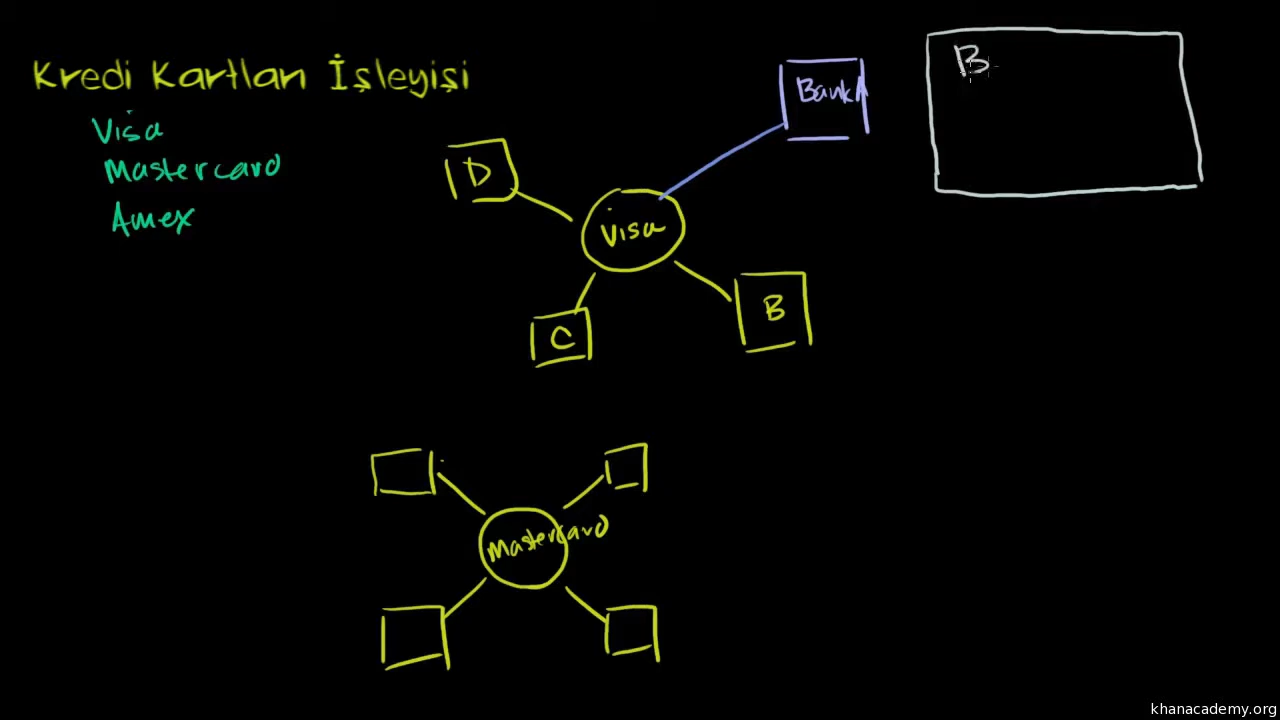 Kredi Kartları İşleyişi
Visa
Mastercard
Amex
Bank A
B
D
Visa
B
C
Mastercard
khanacademy.org